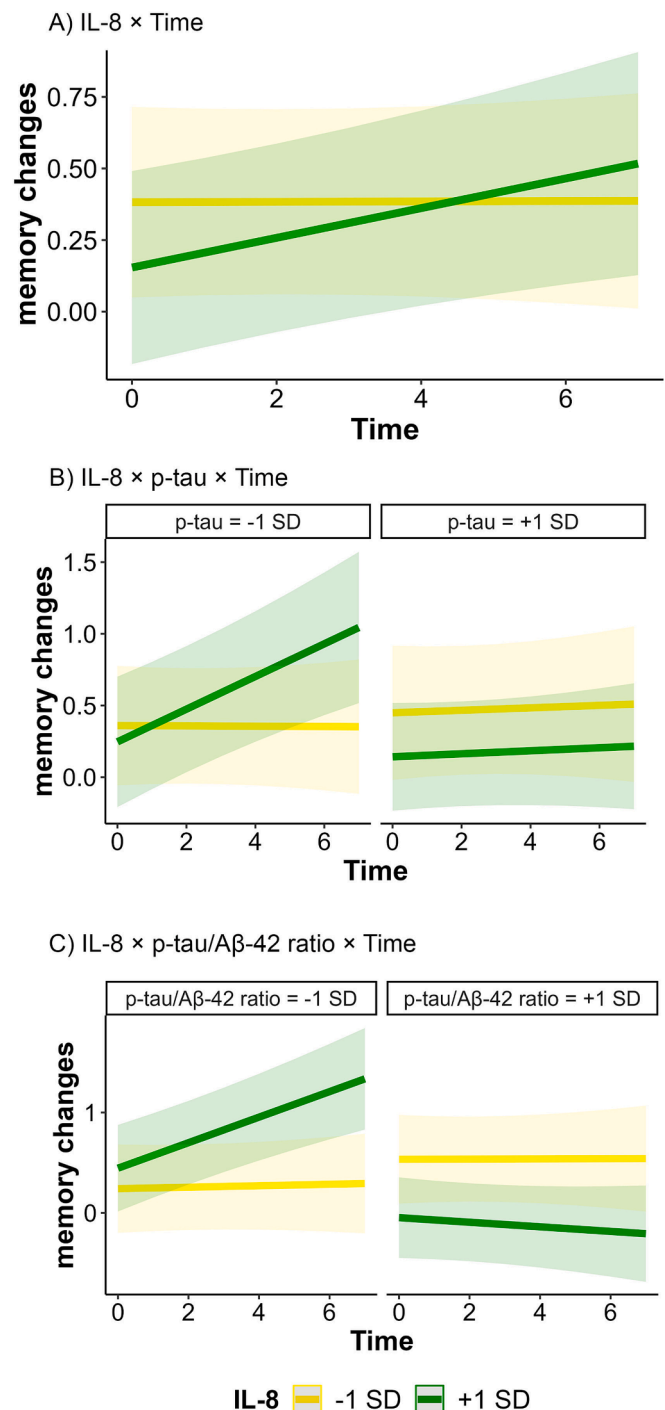 A) IL-8 × Time
memory changes
0.75
0.50
0.25
0.00
0 2 4 6
Time
B) IL-8 × p-tau × Time
p-tau = -1 SD p-tau = +1 SD
memory changes
1.5
1.0
0.5
0.0
0 2 4 6 0 2 4 6
Time
C) IL-8 × p-tau/Aβ-42 ratio × Time
p-tau/Aβ-42 ratio = -1 SD p-tau/Aβ-42 ratio = +1 SD
memory changes
1
0
0 2 4 6 0 2 4 6
Time
IL-8 -1 SD +1 SD